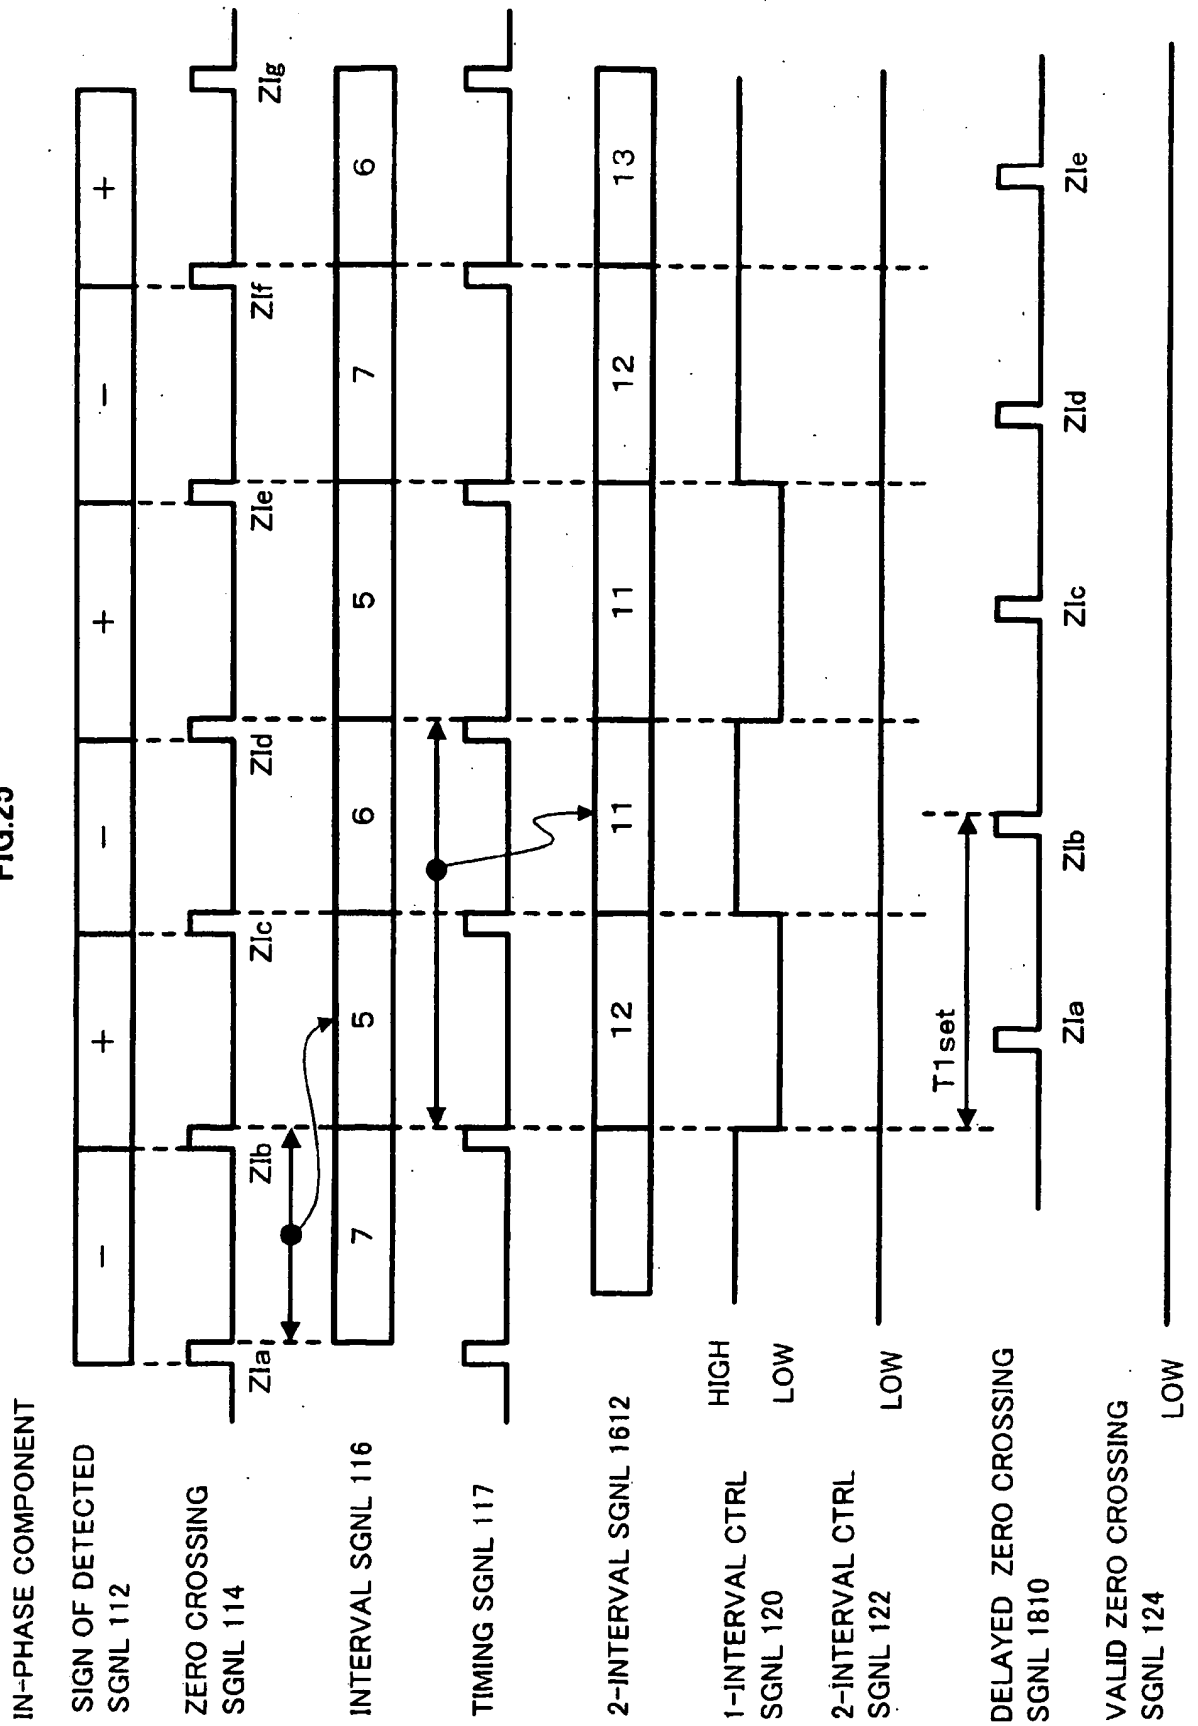 FIG.25
IN-PHASE COMPONENT
SIGN OF DETECTED
SGNL 112
− + − + − +
ZERO CROSSING
SGNL 114
ZIa ZIb ZIc ZId ZIe ZIf ZIg
INTERVAL SGNL 116
7 5 6 5 7 6
TIMING SGNL 117
2-INTERVAL SGNL 1612
12 11 11 12 13
1-INTERVAL CTRL
SGNL 120
HIGH
LOW
2-INTERVAL CTRL
SGNL 122
LOW
T1set
DELAYED ZERO CROSSING
SGNL 1810
ZIa ZIb ZIc ZId ZIe
VALID ZERO CROSSING
SGNL 124
LOW